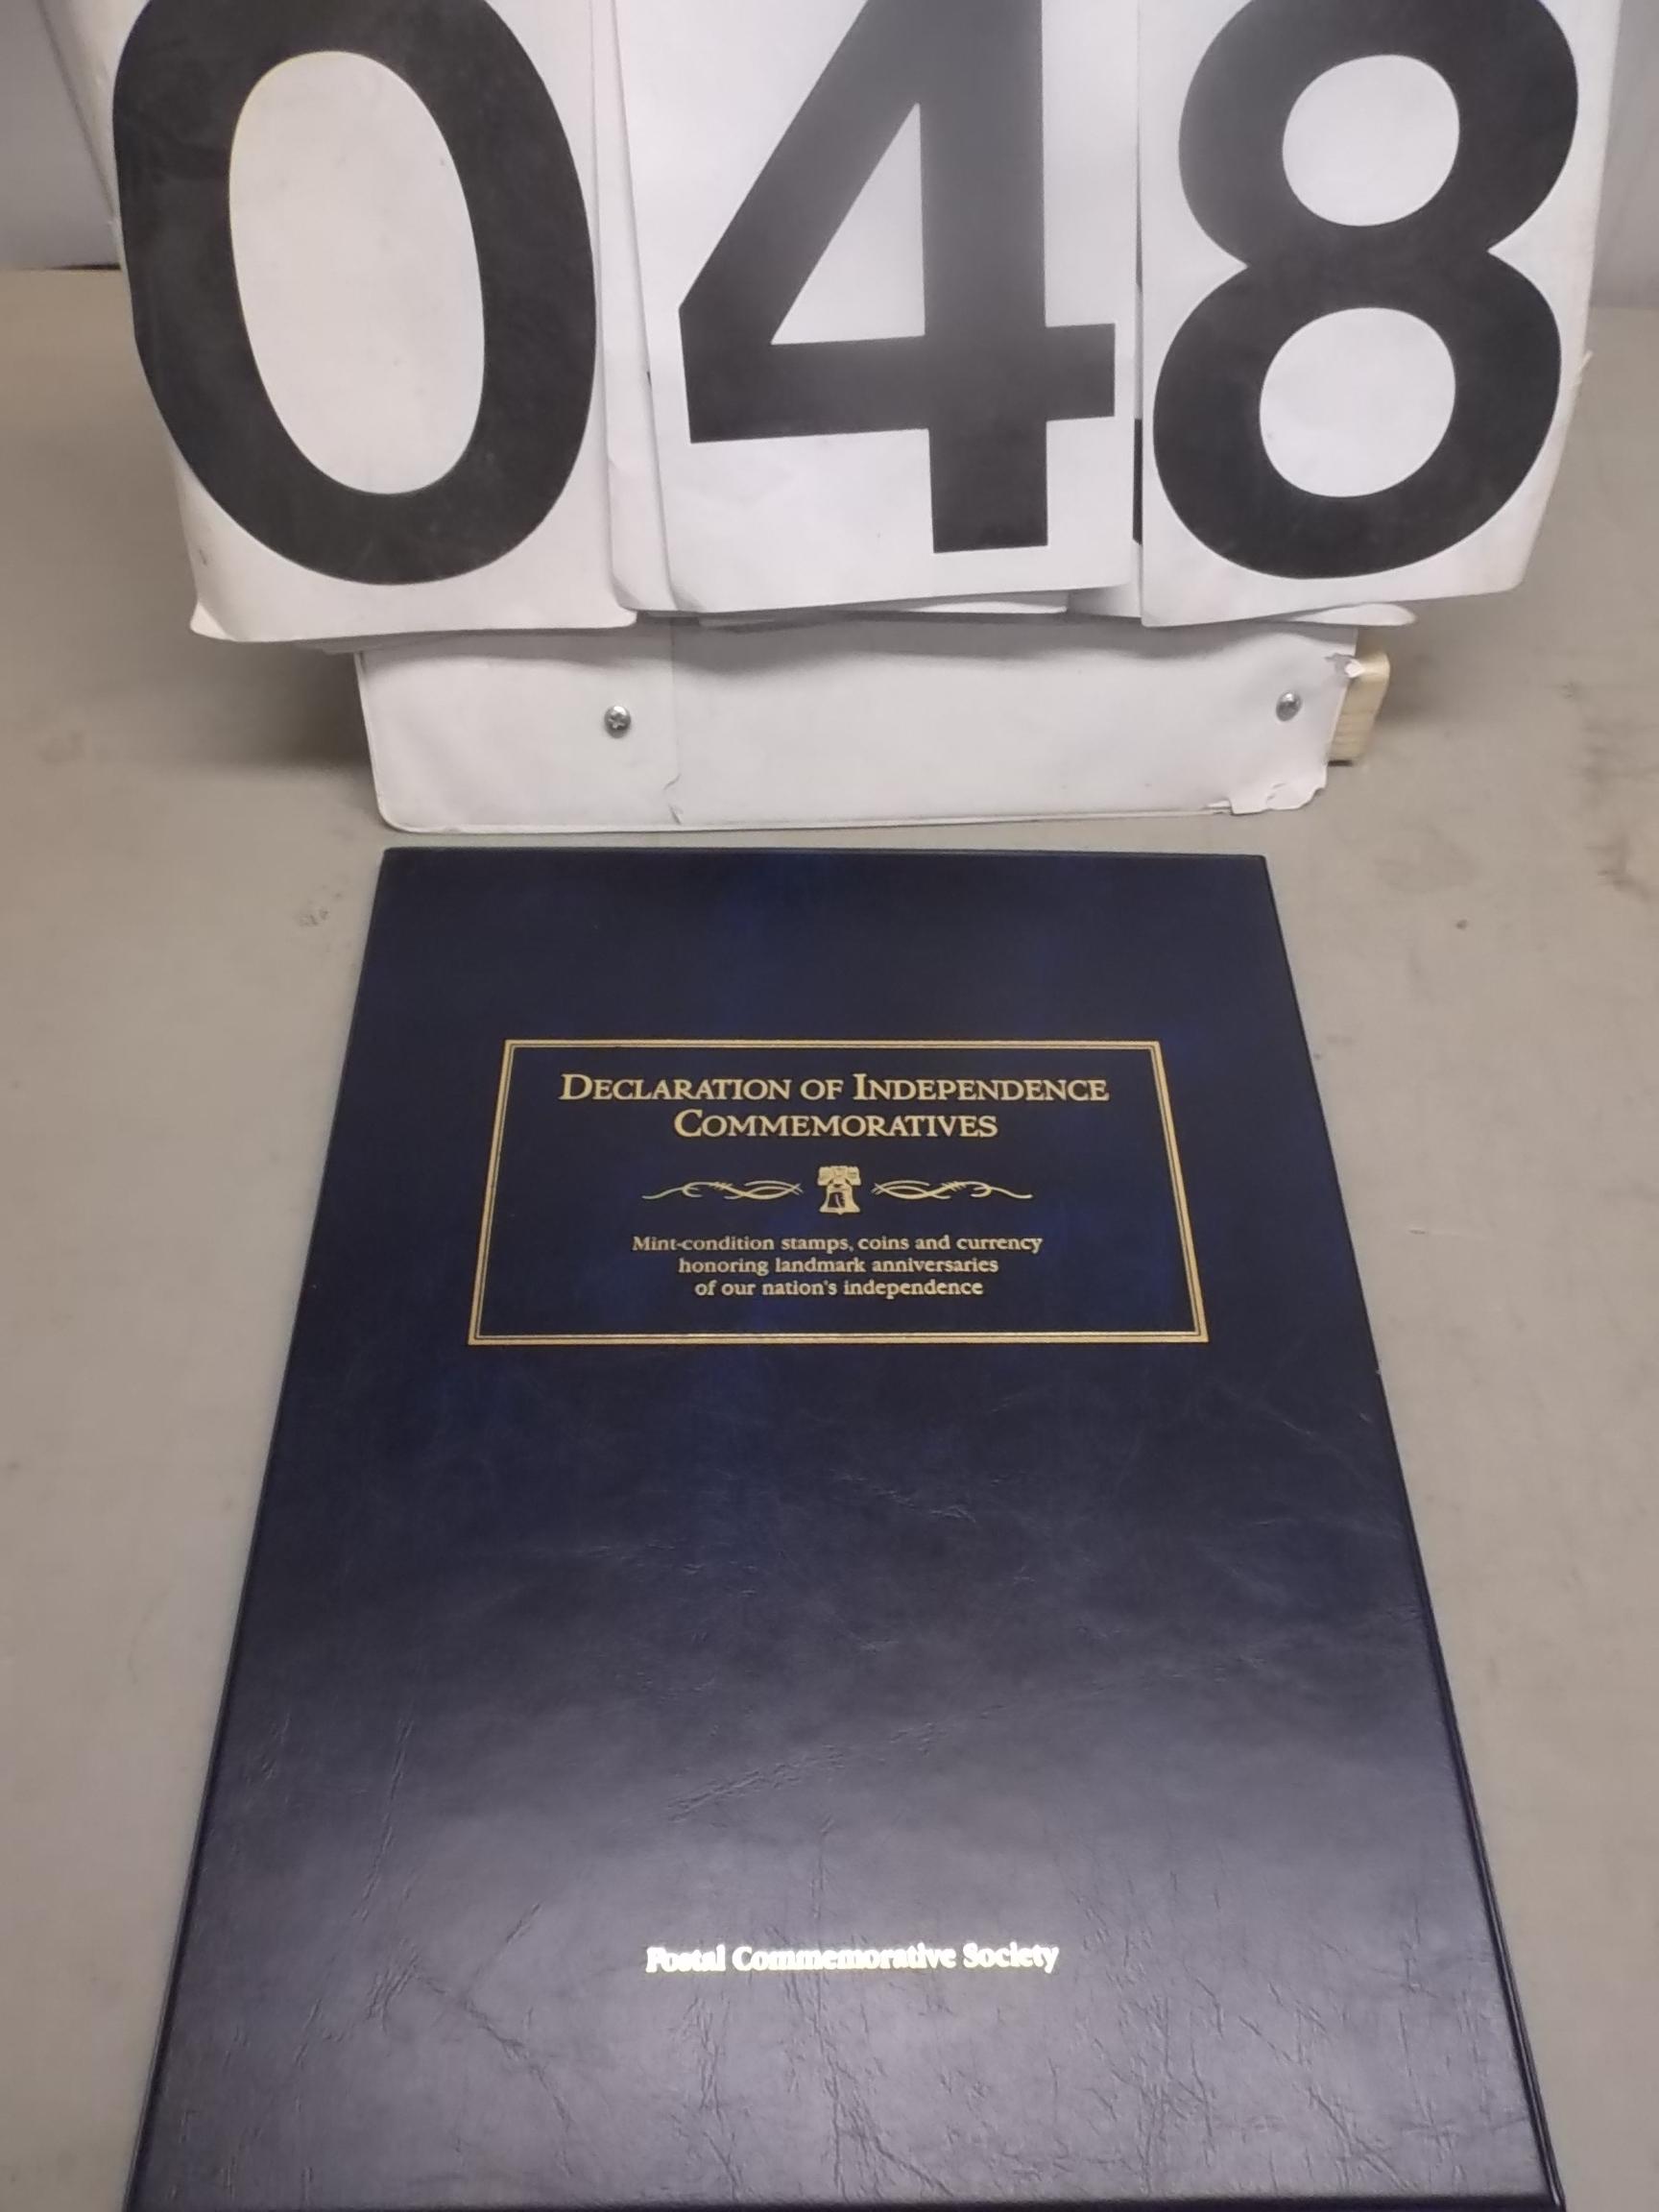 048
DECLARATION OF INDEPENDENCE
COMMEMORATIVES
Mint-condition stamps, coins and currency
honoring landmark anniversaries
of our nation's independence
Postal Commemorative Society